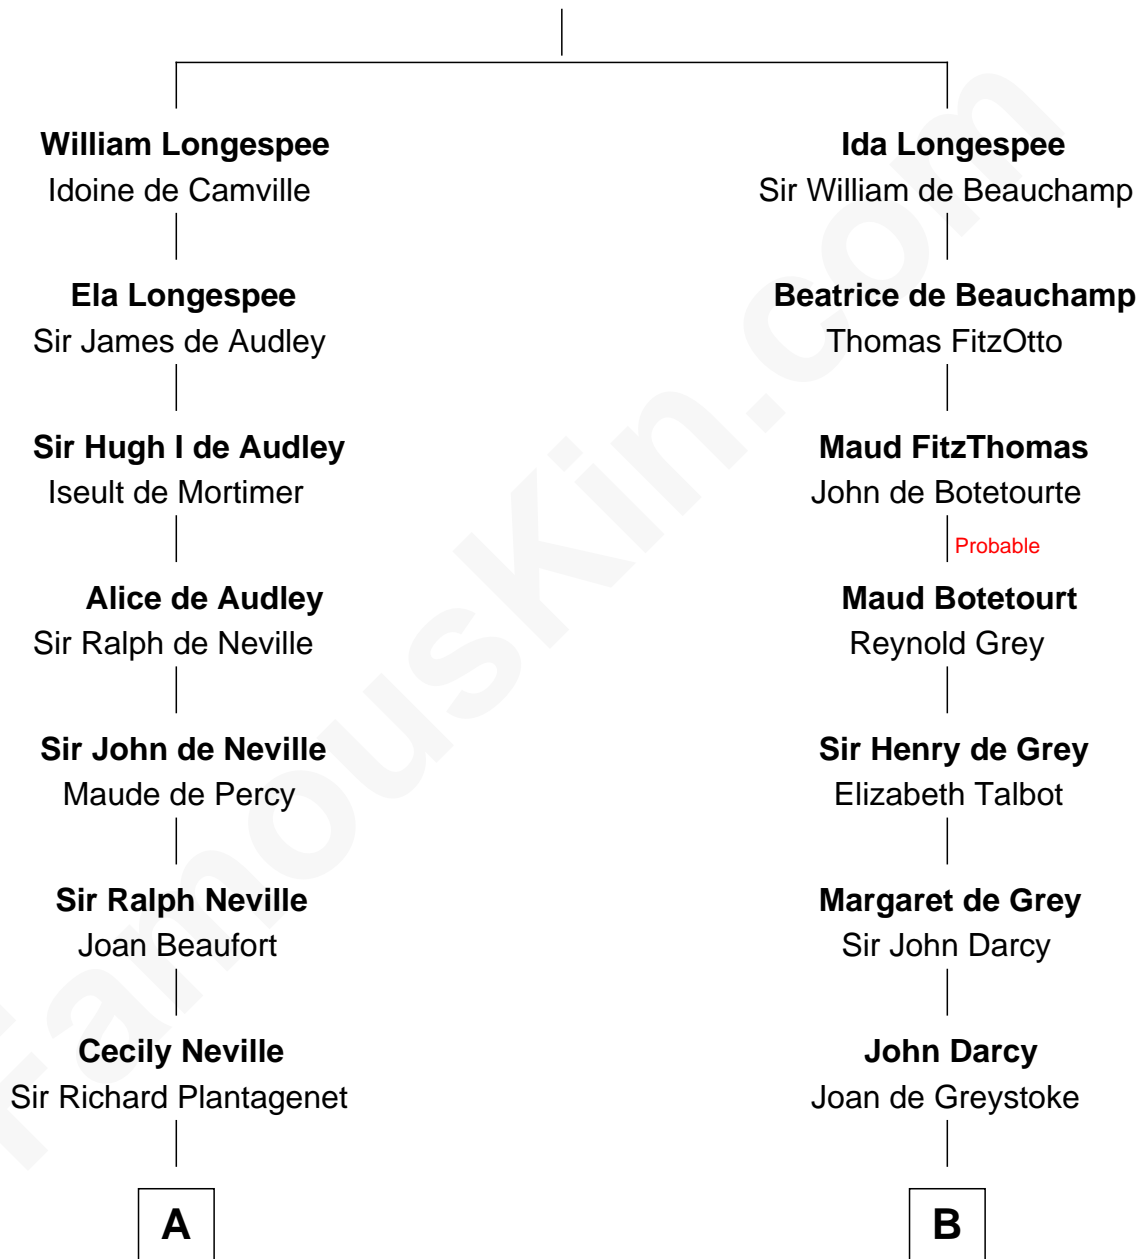 William Longespee
Idoine de Camville
Ela Longespee
Sir James de Audley
Sir Hugh I de Audley
Iseult de Mortimer
Alice de Audley
Sir Ralph de Neville
Sir John de Neville
Maude de Percy
Sir Ralph Neville
Joan Beaufort
Cecily Neville
Sir Richard Plantagenet
A
Ida Longespee
Sir William de Beauchamp
Beatrice de Beauchamp
Thomas FitzOtto
Maud FitzThomas
John de Botetourte
Probable
Maud Botetourt
Reynold Grey
Sir Henry de Grey
Elizabeth Talbot
Margaret de Grey
Sir John Darcy
John Darcy
Joan de Greystoke
B
FamousKin.com